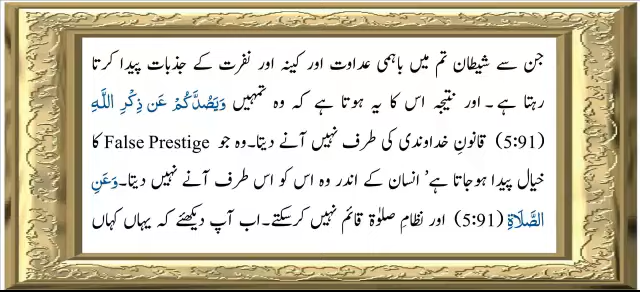 جن سے شیطان تم میں باہمی عداوت اور کینہ اور نفرت کے جذبات پیدا کرتا
رہتا ہے۔ اور نتیجہ اس کا یہ ہوتا ہے کہ وہ تمہیں وَيَصُدَّكُمْ عَن ذِكْرِ اللَّهِ
(5:91) قانونِ خداوندی کی طرف نہیں آنے دیتا۔وہ جو False Prestige کا
خیال پیدا ہوجاتا ہے‘ انسان کے اندر وہ اس کو اس طرف آنے نہیں دیتا۔ وَعَنِ
الصَّلَاةِ (5:91) اور نظامِ صلوٰۃ قائم نہیں کرسکتے۔اب آپ دیکھئے کہ یہاں کہاں